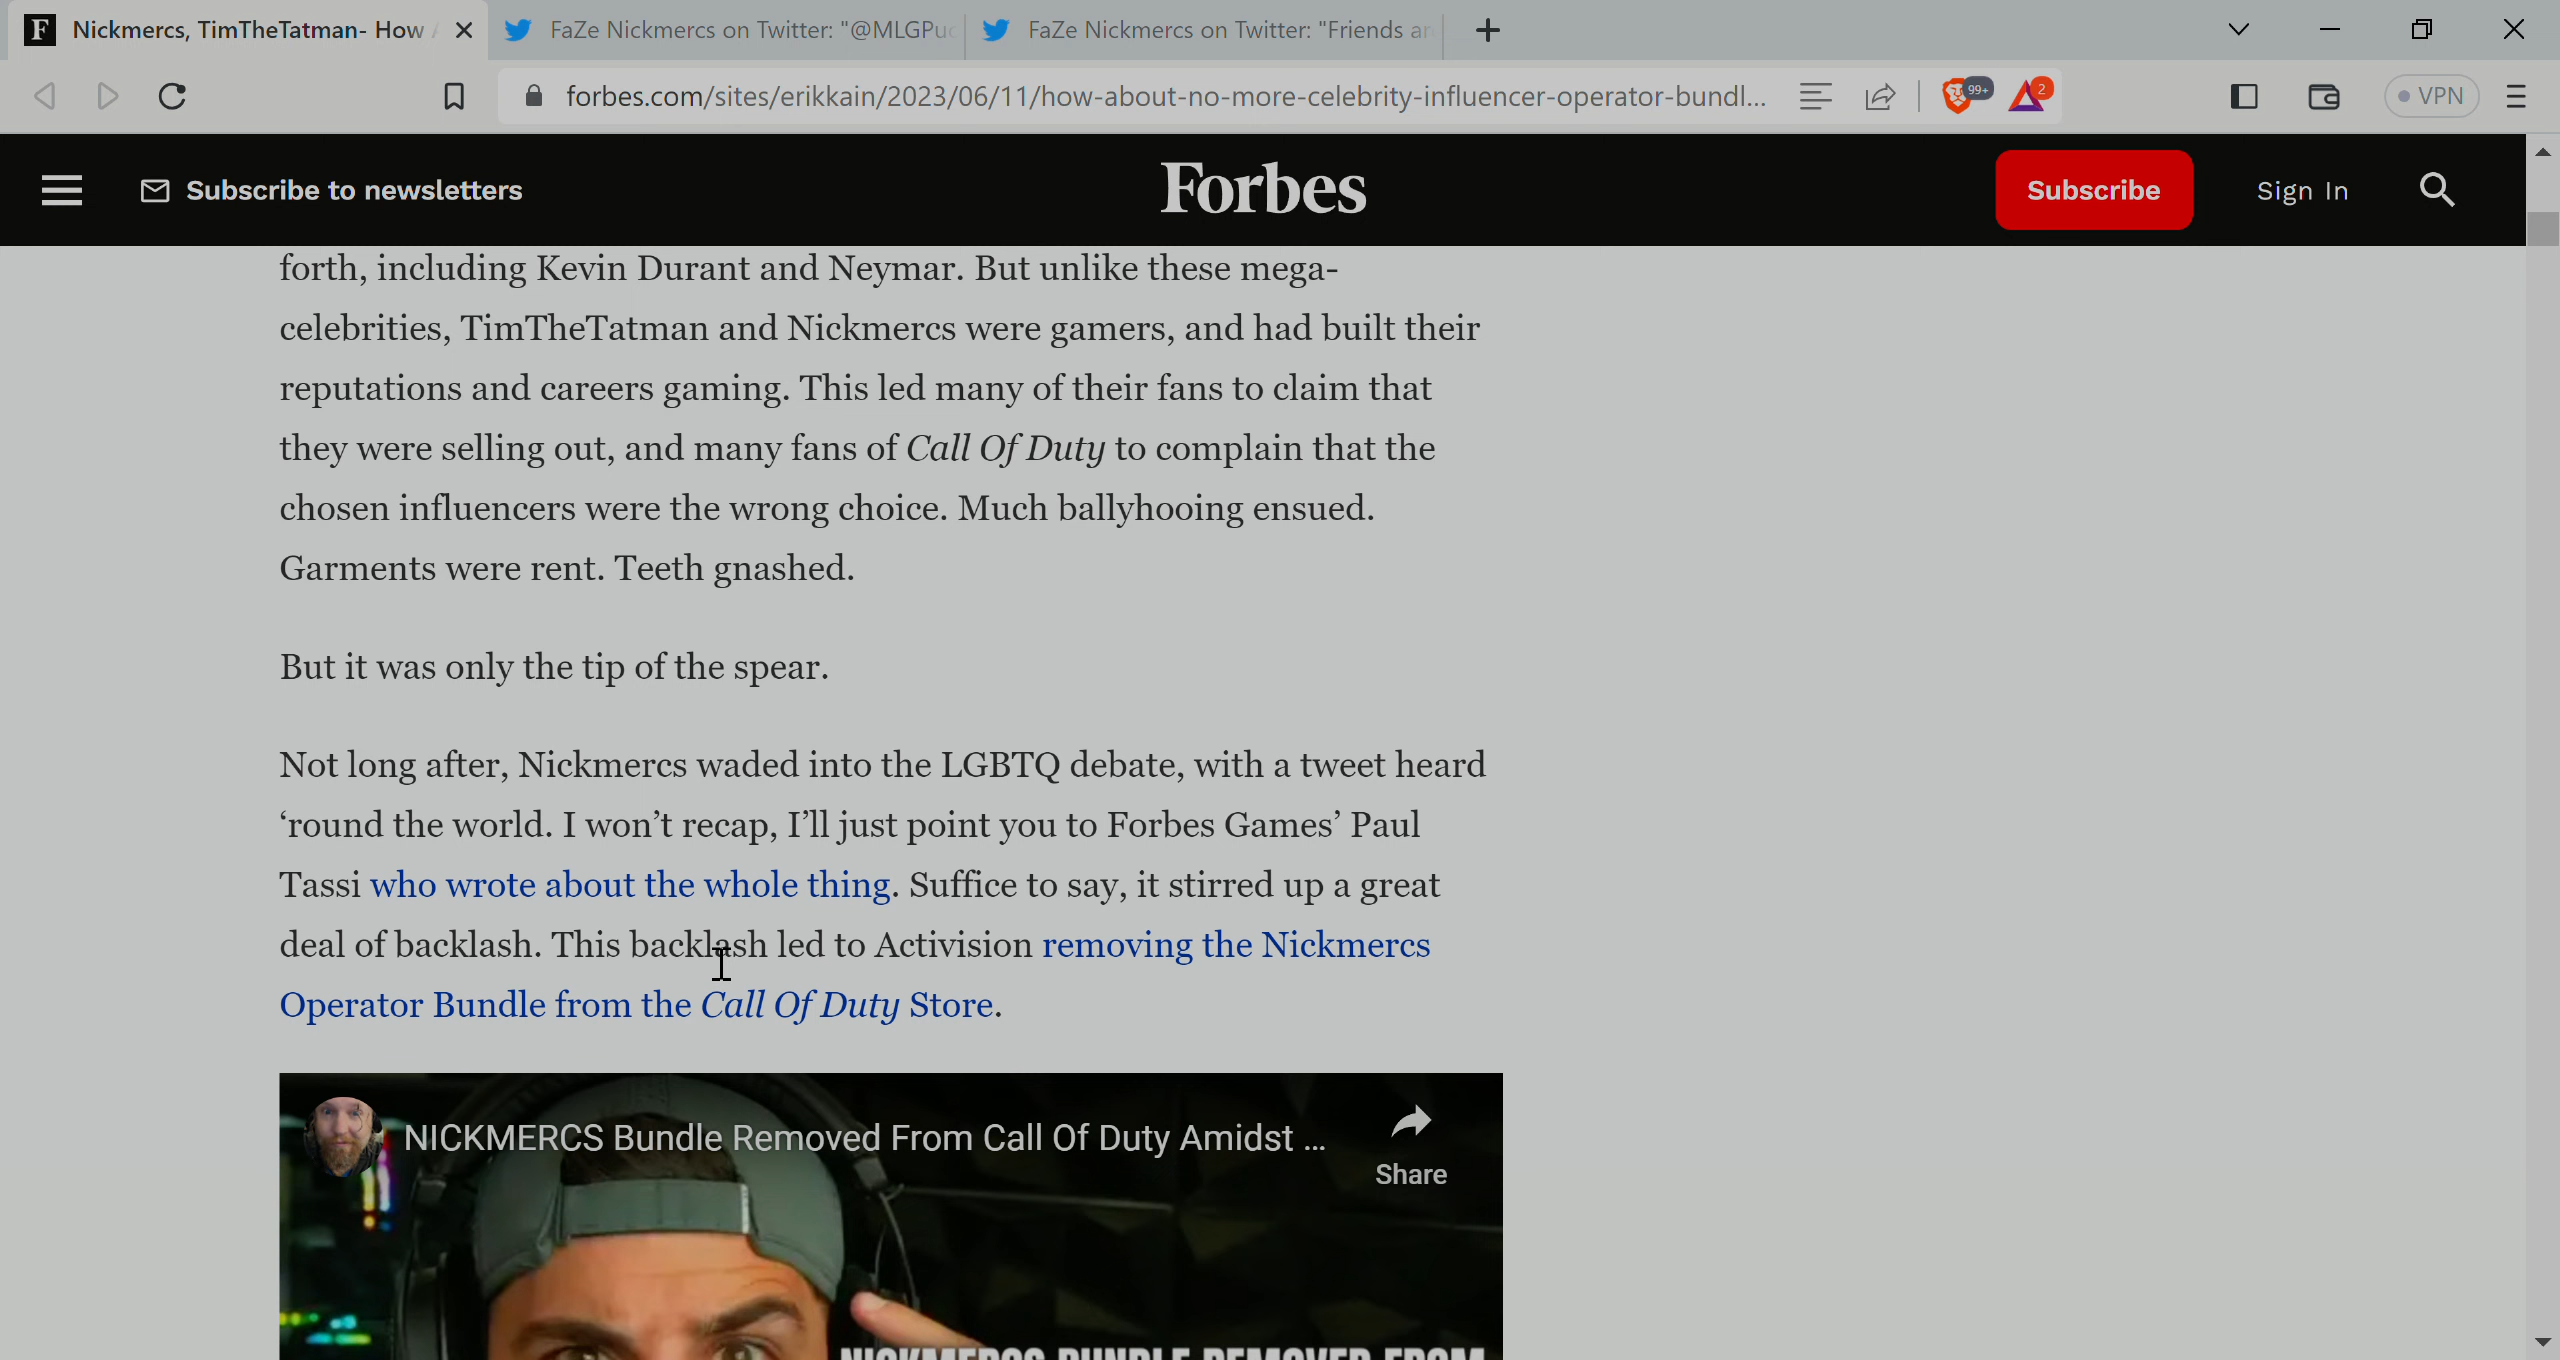 Nickmercs, TimTheTatman- How
FaZe Nickmercs on Twitter: "@MLGPuc
FaZe Nickmercs on Twitter: "Friends ar
forbes.com/sites/erikkain/2023/06/11/how-about-no-more-celebrity-influencer-operator-bundl...
99+
2
VPN
Subscribe to newsletters
Forbes
Subscribe
Sign In
forth, including Kevin Durant and Neymar. But unlike these mega-
celebrities, TimTheTatman and Nickmercs were gamers, and had built their
reputations and careers gaming. This led many of their fans to claim that
they were selling out, and many fans of Call Of Duty to complain that the
chosen influencers were the wrong choice. Much ballyhooing ensued.
Garments were rent. Teeth gnashed.
But it was only the tip of the spear.
Not long after, Nickmercs waded into the LGBTQ debate, with a tweet heard
‘round the world. I won’t recap, I’ll just point you to Forbes Games’ Paul
Tassi who wrote about the whole thing. Suffice to say, it stirred up a great
deal of backlash. This backlash led to Activision removing the Nickmercs
Operator Bundle from the Call Of Duty Store.
NICKMERCS Bundle Removed From Call Of Duty Amidst ...
Share
NICKMERCS BUNDLE REMOVED FROM